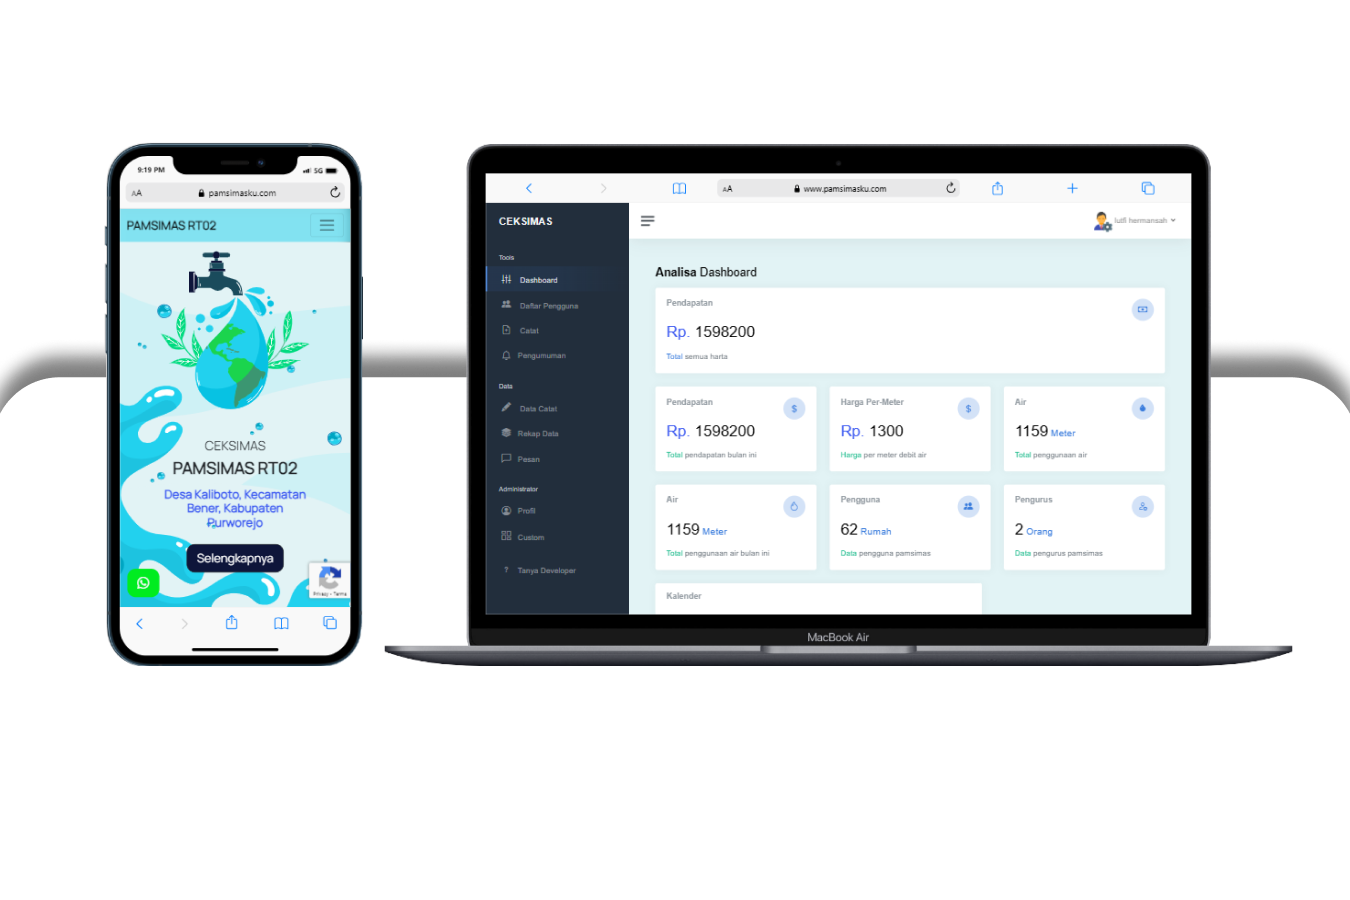 9:19 PM
5G
AA
pamsimasku.com
PAMSIMAS RT02
CEKSIMAS
PAMSIMAS RT02
Desa Kaliboto, Kecamatan
Bener, Kabupaten
Purworejo
Selengkapnya
Privacy - Terms
AA
www.pamsimasku.com
CEKSIMAS
lutfi hermansah
Tools
Dashboard
Daftar Pengguna
Catat
Pengumuman
Data
Data Catat
Rekap Data
Pesan
Administrator
Profil
Custom
? Tanya Developer
Analisa Dashboard
Pendapatan
Rp. 1598200
Total semua harta
Pendapatan
$
Rp. 1598200
Total pendapatan bulan ini
Harga Per-Meter
$
Rp. 1300
Harga per meter debit air
Air
1159 Meter
Total penggunaan air
Air
1159 Meter
Total penggunaan air bulan ini
Pengguna
62 Rumah
Data pengguna pamsimas
Pengurus
2 Orang
Data pengurus pamsimas
Kalender
MacBook Air